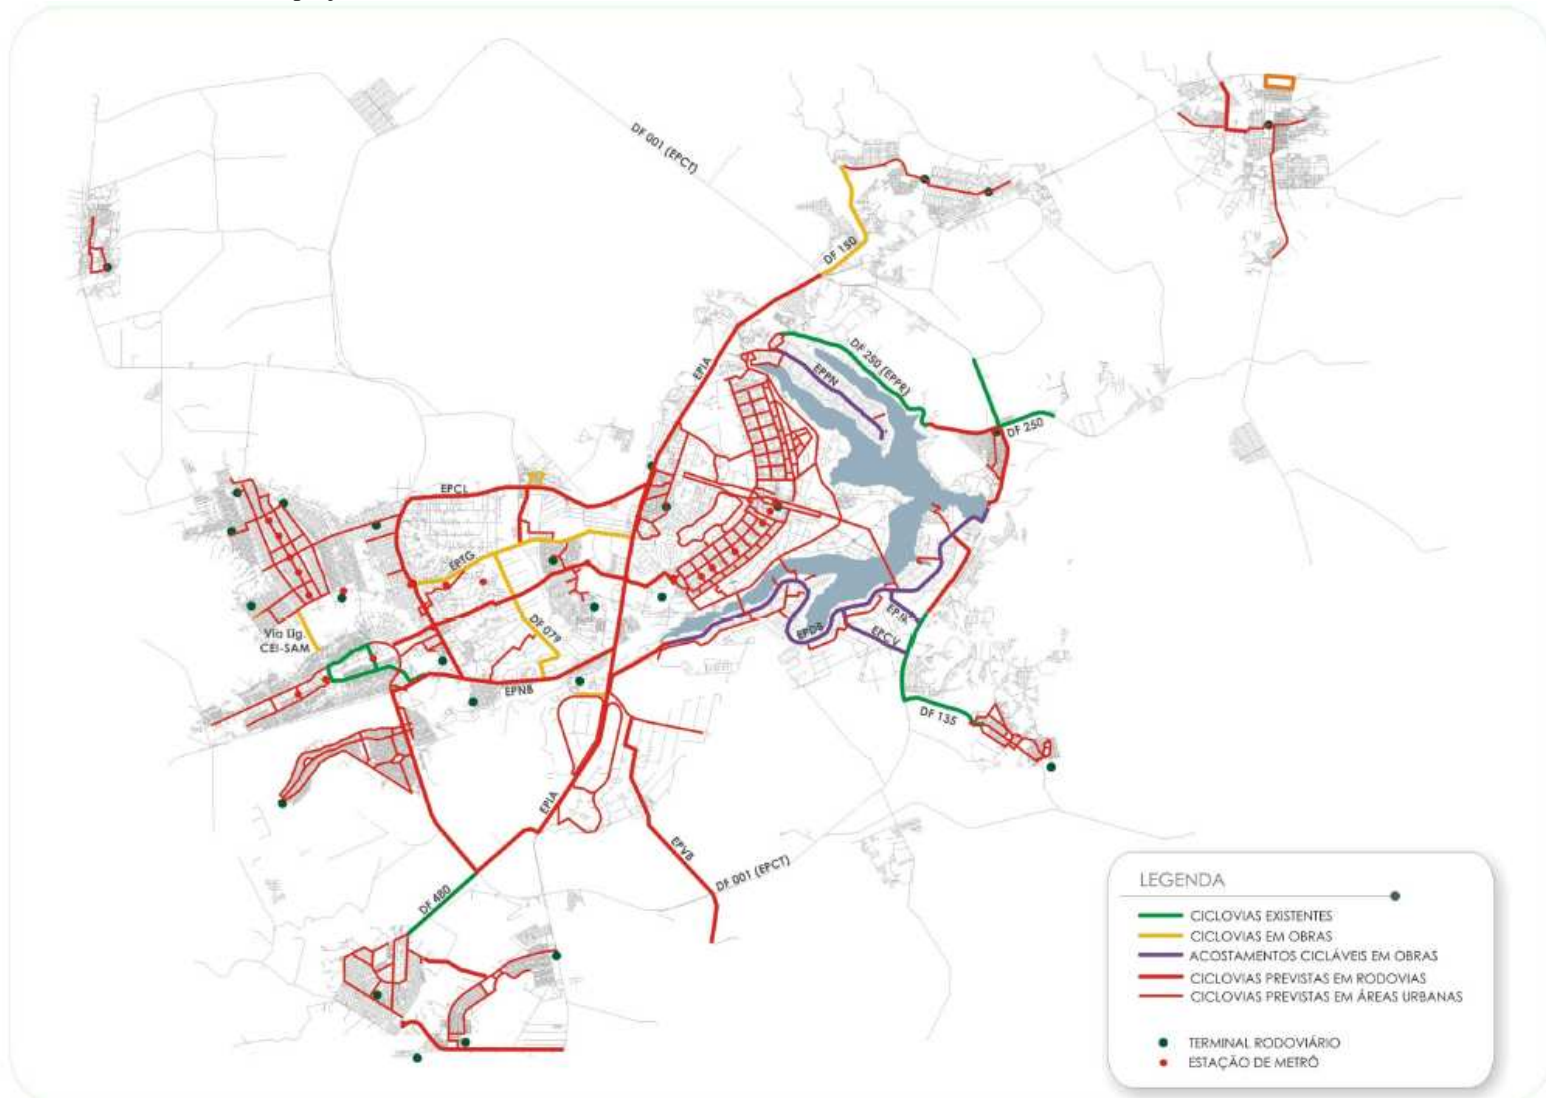 DF 001 (EPCT)
DF 150
EPIA
DF 250 (EPPR)
EPPN
DF 250
EPCL
EPTG
DF 079
Via Lig.
CEI-SAM
EPNB
EPDB
EPCV
DF 135
EPIA
EPVB
DF 001 (EPCT)
DF 480
LEGENDA
CICLOVIAS EXISTENTES
CICLOVIAS EM OBRAS
ACOSTAMENTOS CICLÁVEIS EM OBRAS
CICLOVIAS PREVISTAS EM RODOVIAS
CICLOVIAS PREVISTAS EM ÁREAS URBANAS
TERMINAL RODOVIÁRIO
ESTAÇÃO DE METRÔ